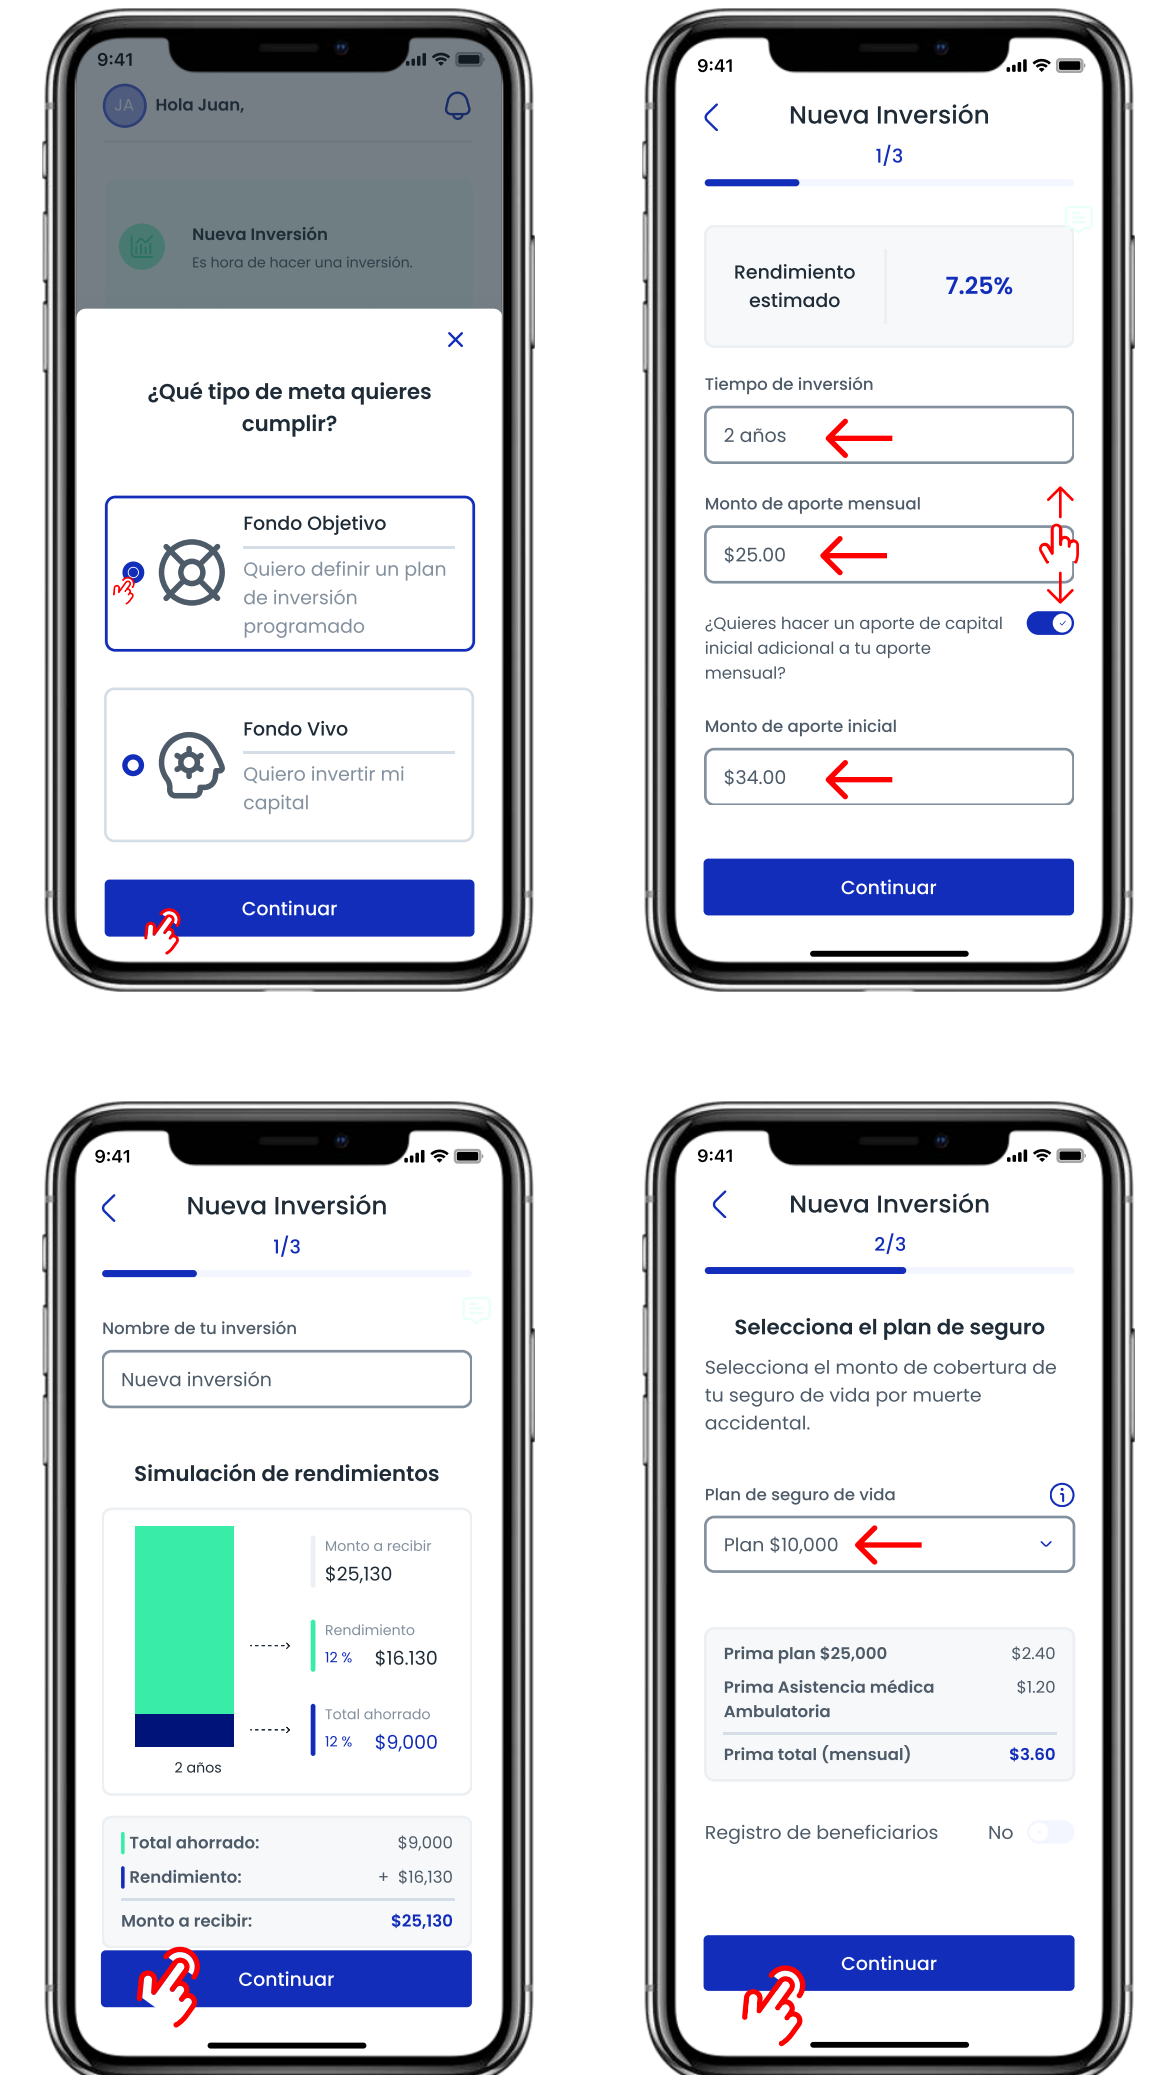 9:41
JA
Hola Juan,
Nueva Inversión
Es hora de hacer una inversión.
¿Qué tipo de meta quieres
cumplir?
Fondo Objetivo
Quiero definir un plan
de inversión
programado
Fondo Vivo
Quiero invertir mi
capital
Continuar
9:41
Nueva Inversión
1/3
Rendimiento
estimado
7.25%
Tiempo de inversión
2 años
Monto de aporte mensual
$25.00
¿Quieres hacer un aporte de capital
inicial adicional a tu aporte
mensual?
Monto de aporte inicial
$34.00
Continuar
9:41
Nueva Inversión
1/3
Nombre de tu inversión
Nueva inversión
Simulación de rendimientos
Monto a recibir
$25,130
Rendimiento
12 % $16.130
Total ahorrado
12 % $9,000
2 años
Total ahorrado: $9,000
Rendimiento: + $16,130
Monto a recibir: $25,130
Continuar
9:41
Nueva Inversión
2/3
Selecciona el plan de seguro
Selecciona el monto de cobertura de
tu seguro de vida por muerte
accidental.
Plan de seguro de vida
Plan $10,000
Prima plan $25,000 $2.40
Prima Asistencia médica $1.20
Ambulatoria
Prima total (mensual) $3.60
Registro de beneficiarios No
Continuar